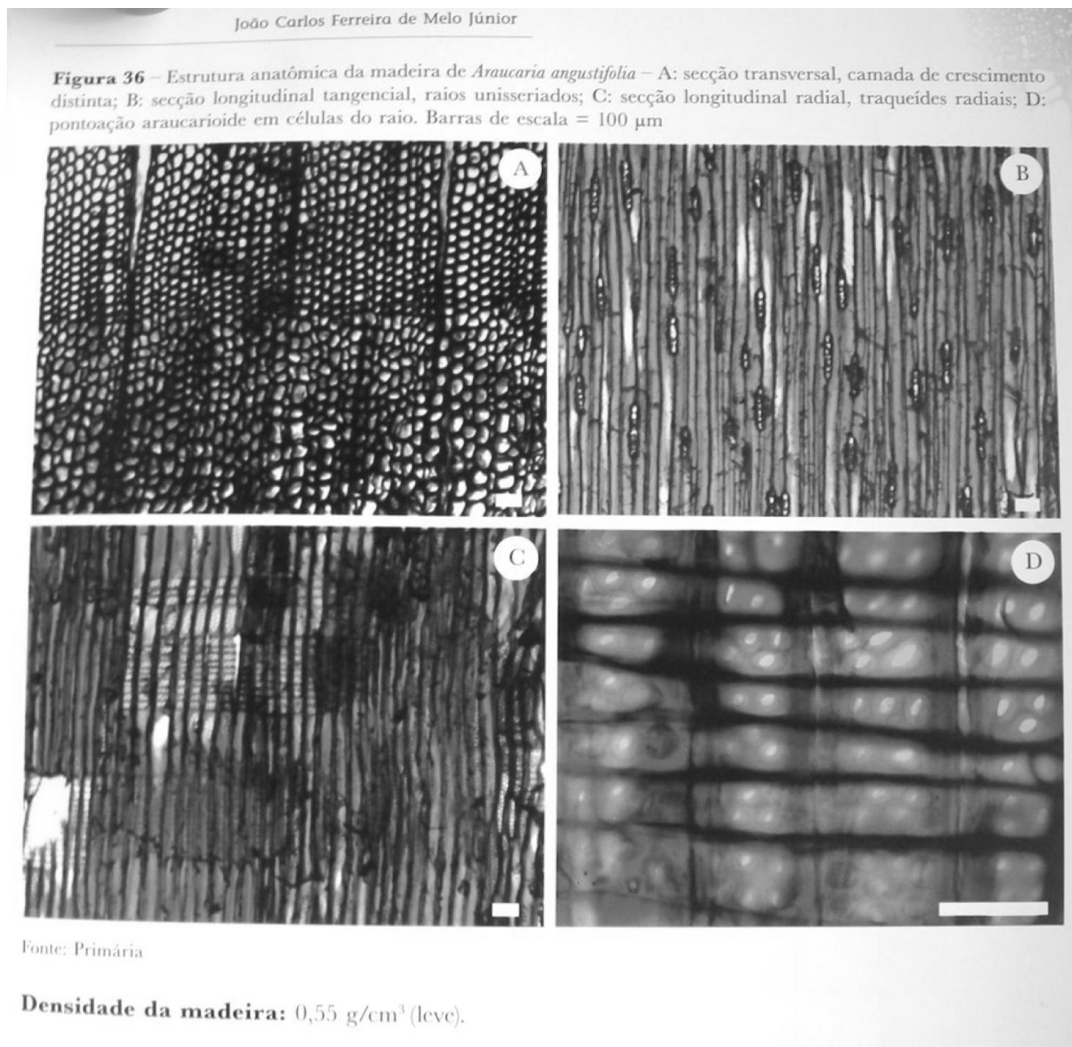 João Carlos Ferreira de Melo Júnior
Figura 36 – Estrutura anatômica da madeira de Araucaria angustifolia – A: secção transversal, camada de crescimento
distinta; B: secção longitudinal tangencial, raios unisseriados; C: secção longitudinal radial, traqueídes radiais; D:
pontoação araucarioide em células do raio. Barras de escala = 100 µm
A
B
C
D
Fonte: Primária
Densidade da madeira: 0,55 g/cm³ (leve).